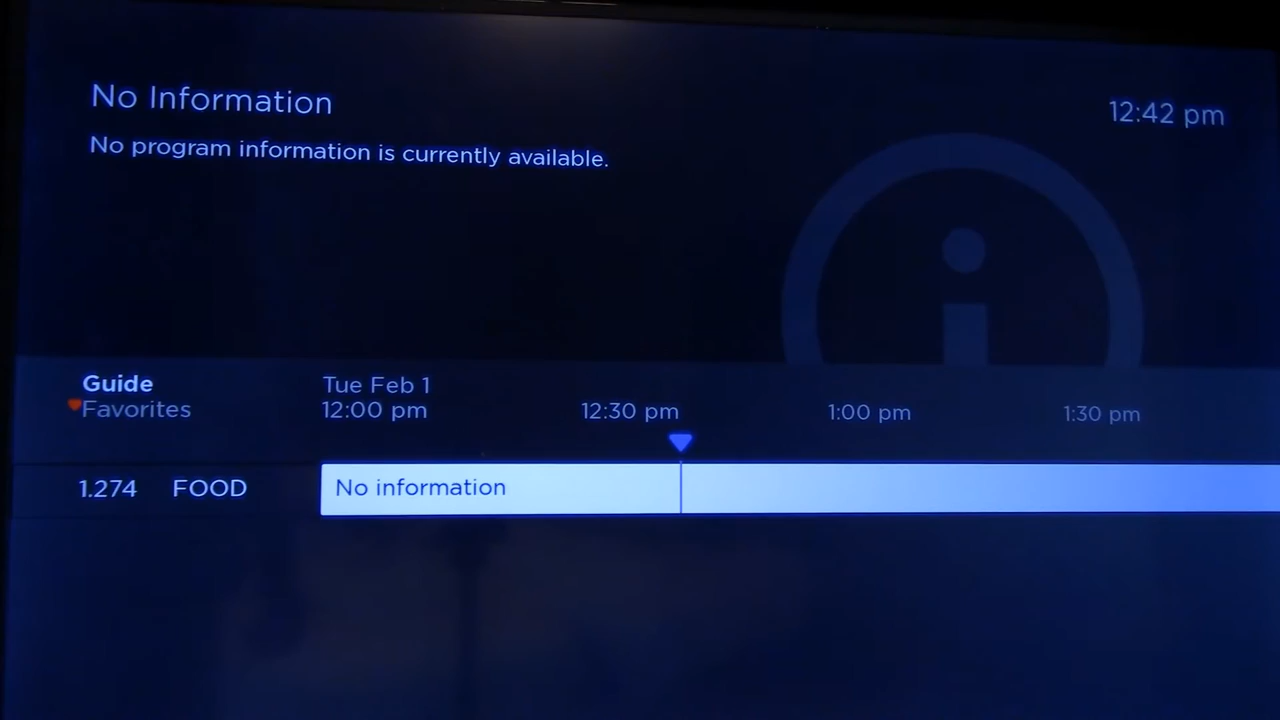 No Information
12:42 pm
No program information is currently available.
Guide
Favorites
Tue Feb 1
12:00 pm
12:30 pm
1:00 pm
1:30 pm
1.274 FOOD
No information